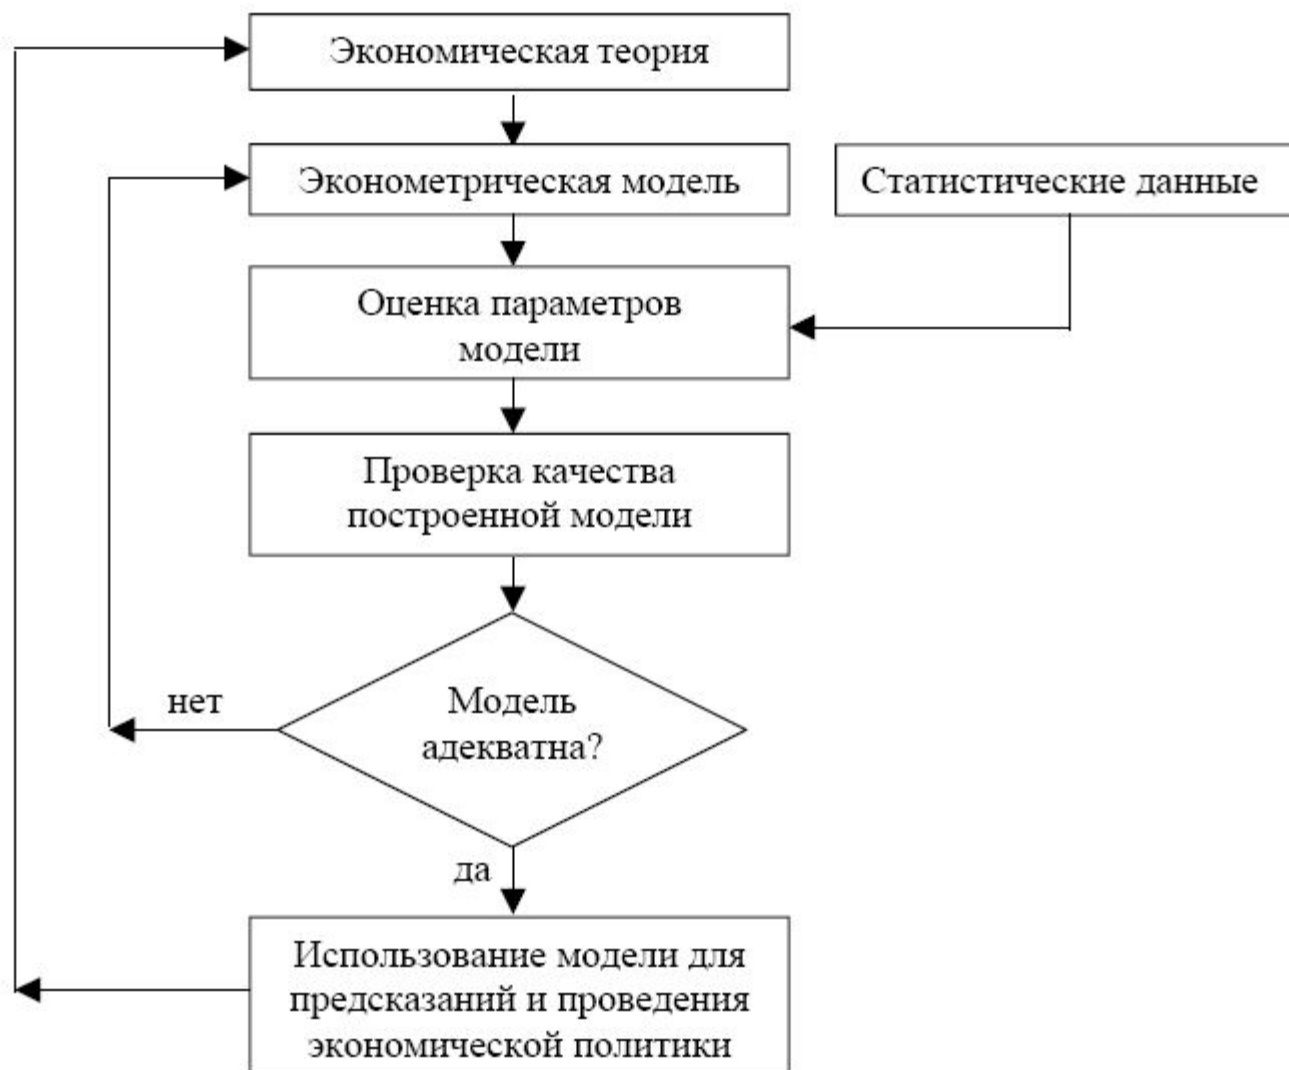 Экономическая теория
Эконометрическая модель
Статистические данные
Оценка параметров
модели
Проверка качества
построенной модели
нет
Модель
адекватна?
да
Использование модели для
предсказаний и проведения
экономической политики